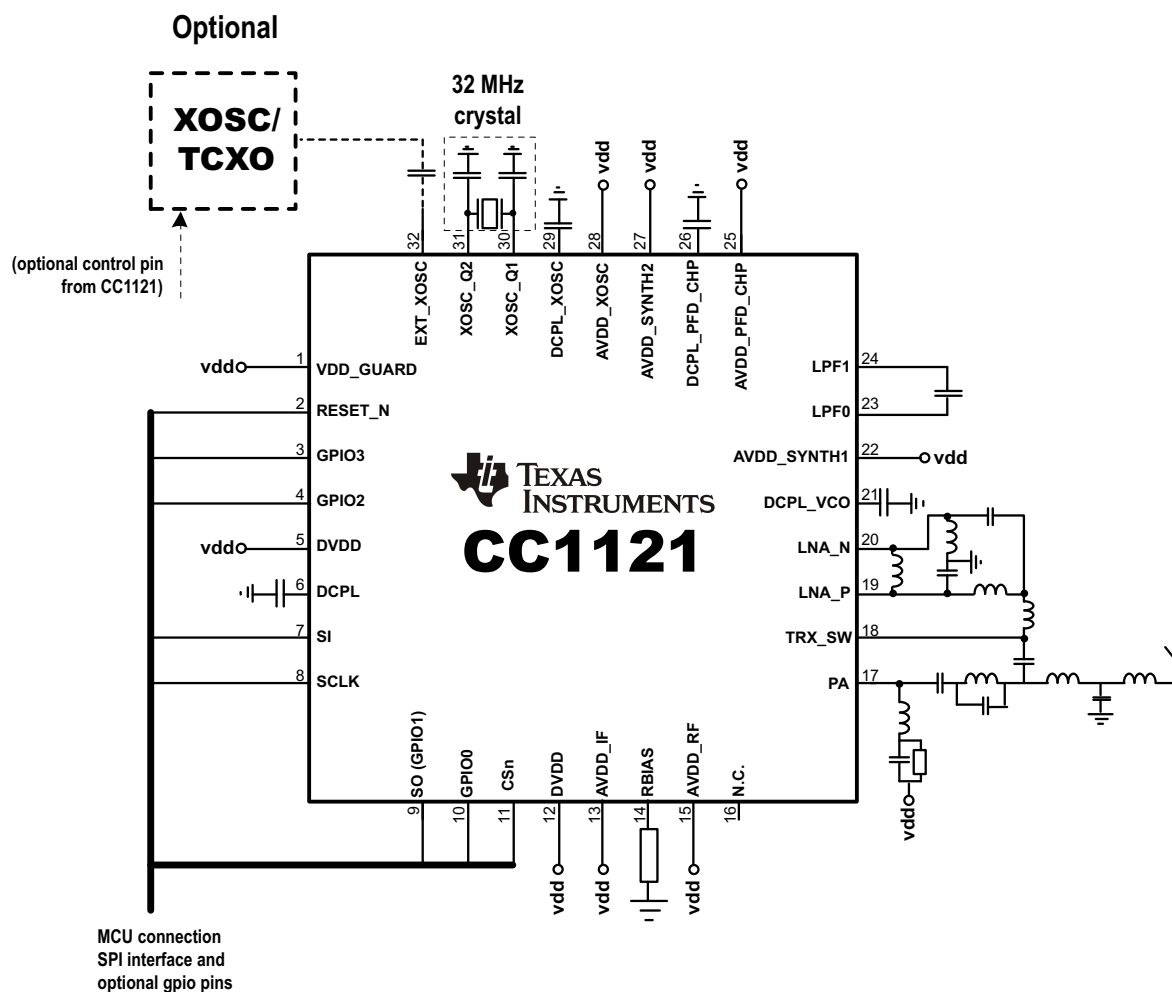 Optional
XOSC/
TCXO
32 MHz
crystal
(optional control pin
from CC1121)
vdd
vdd
vdd
32
31
30
29
28
27
26
25
EXT_XOSC
XOSC_Q2
XOSC_Q1
DCPL_XOSC
AVDD_XOSC
AVDD_SYNTH2
DCPL_PFD_CHP
AVDD_PFD_CHP
vdd
1
VDD_GUARD
2
RESET_N
3
GPIO3
4
GPIO2
vdd
5
DVDD
6
DCPL
7
SI
8
SCLK
LPF1
24
LPF0
23
AVDD_SYNTH1
22
vdd
DCPL_VCO
21
LNA_N
20
LNA_P
19
TRX_SW
18
PA
17
vdd
TEXAS
INSTRUMENTS
CC1121
SO (GPIO1)
GPIO0
CSn
DVDD
AVDD_IF
RBIAS
AVDD_RF
N.C.
9
10
11
12
13
14
15
16
vdd
vdd
vdd
MCU connection
SPI interface and
optional gpio pins